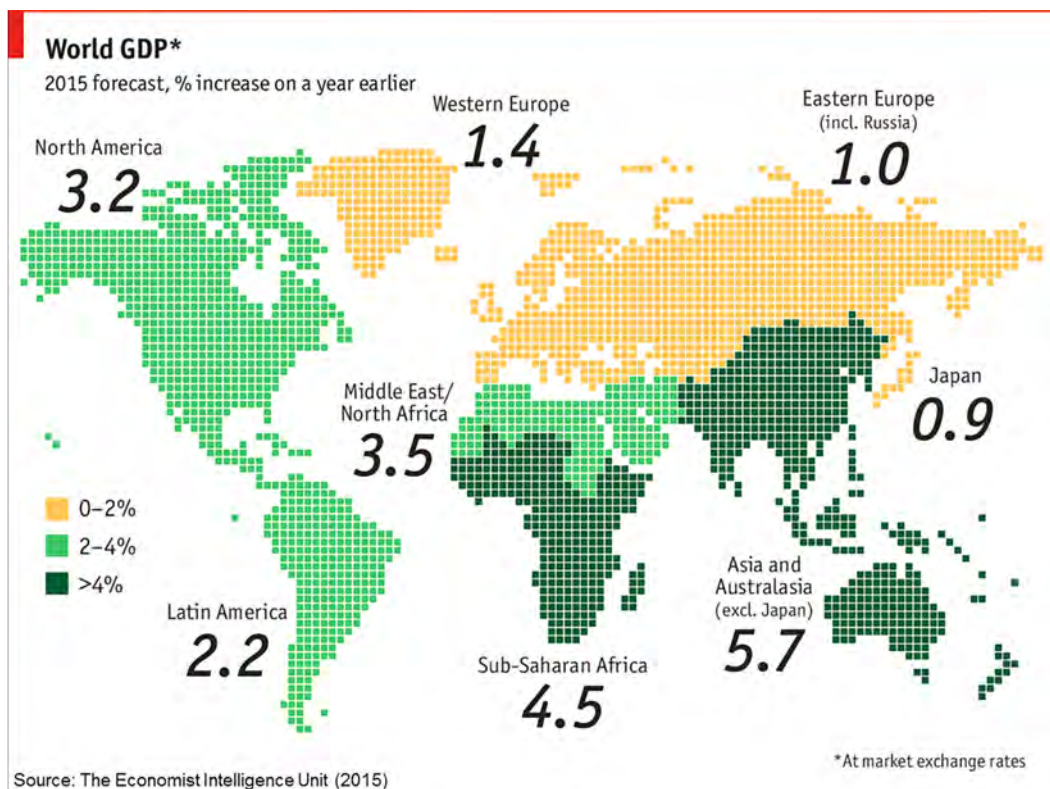 World GDP*
2015 forecast, % increase on a year earlier
North America
3.2
Western Europe
1.4
Eastern Europe
(incl. Russia)
1.0
Middle East/
North Africa
3.5
Japan
0.9
0–2%
2–4%
>4%
Latin America
2.2
Sub-Saharan Africa
4.5
Asia and
Australasia
(excl. Japan)
5.7
*At market exchange rates
Source: The Economist Intelligence Unit (2015)